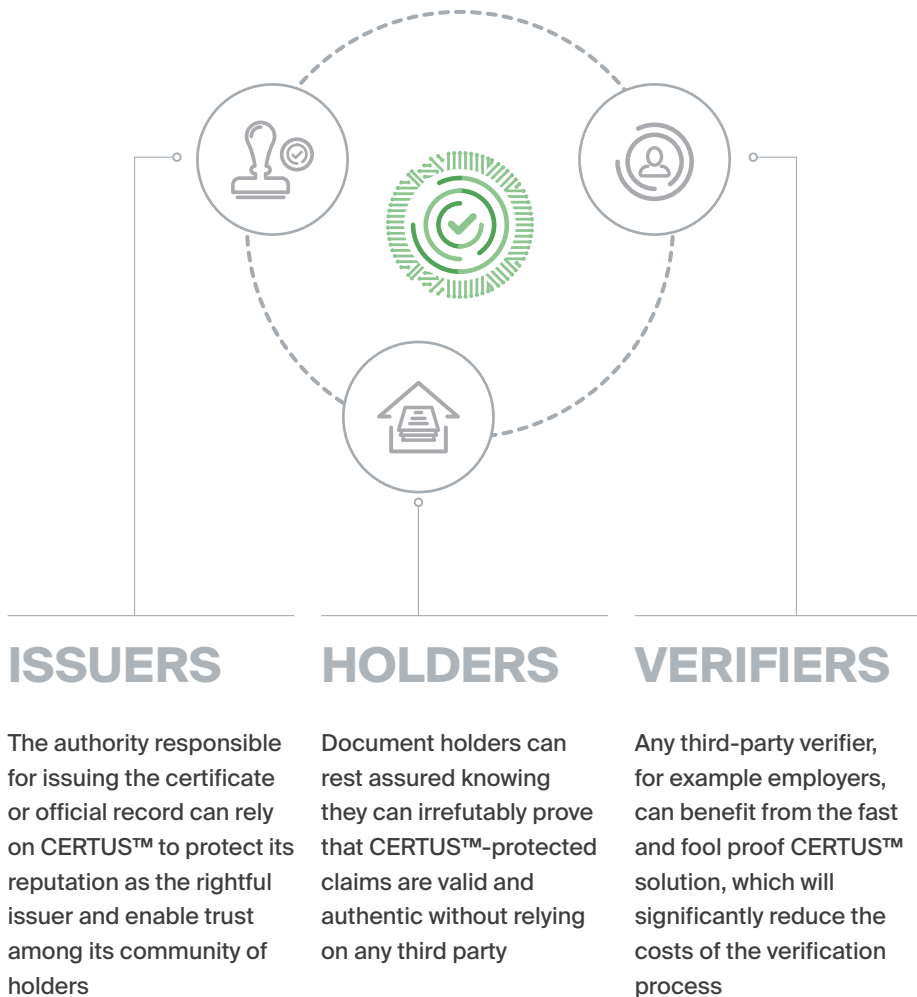 ISSUERS
The authority responsible
for issuing the certificate
or official record can rely
on CERTUS™ to protect its
reputation as the rightful
issuer and enable trust
among its community of
holders
HOLDERS
Document holders can
rest assured knowing
they can irrefutably prove
that CERTUS™-protected
claims are valid and
authentic without relying
on any third party
VERIFIERS
Any third-party verifier,
for example employers,
can benefit from the fast
and fool proof CERTUS™
solution, which will
significantly reduce the
costs of the verification
process